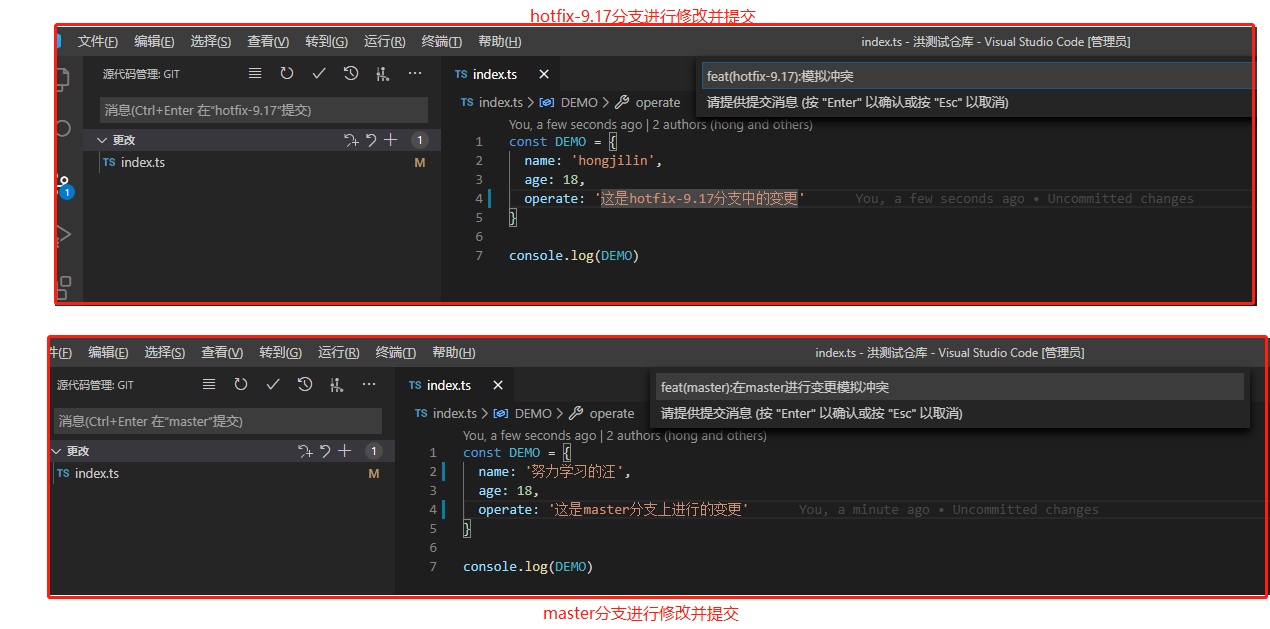 hotfix-9.17分支进行修改并提交
文件(F) 编辑(E) 选择(S) 查看(V) 转到(G) 运行(R) 终端(T) 帮助(H) index.ts - 洪测试仓库 - Visual Studio Code [管理员]
源代码管理: GIT
TS index.ts
feat(hotfix-9.17):模拟冲突
消息(Ctrl+Enter 在"hotfix-9.17"提交)
TS index.ts > DEMO > operate
请提供提交消息 (按 "Enter" 以确认或按 "Esc" 以取消)
You, a few seconds ago | 2 authors (hong and others)
更改 1
TS index.ts M
1
1 const DEMO = {
2 name: 'hongjilin',
3 age: 18,
4 operate: '这是hotfix-9.17分支中的变更' You, a few seconds ago • Uncommitted changes
5 }
6
7 console.log(DEMO)
件(F) 编辑(E) 选择(S) 查看(V) 转到(G) 运行(R) 终端(T) 帮助(H) index.ts - 洪测试仓库 - Visual Studio Code [管理员]
源代码管理: GIT
TS index.ts
feat(master):在master进行变更模拟冲突
消息(Ctrl+Enter 在"master"提交)
TS index.ts > DEMO > operate
请提供提交消息 (按 "Enter" 以确认或按 "Esc" 以取消)
You, a few seconds ago | 2 authors (hong and others)
更改 1
TS index.ts M
1 const DEMO = {
2 name: '努力学习的汪',
3 age: 18,
4 operate: '这是master分支上进行的变更' You, a minute ago • Uncommitted changes
5 }
6
7 console.log(DEMO)
master分支进行修改并提交